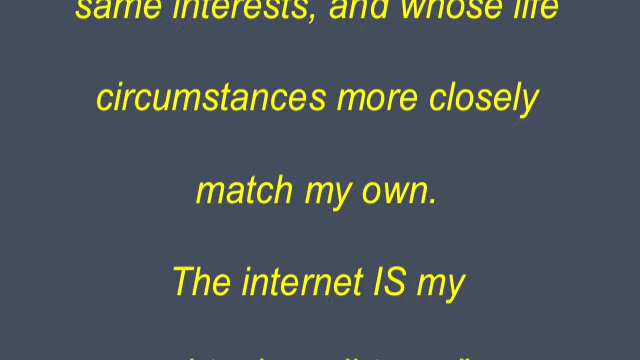 same interests, and whose life
circumstances more closely
match my own.
The internet IS my